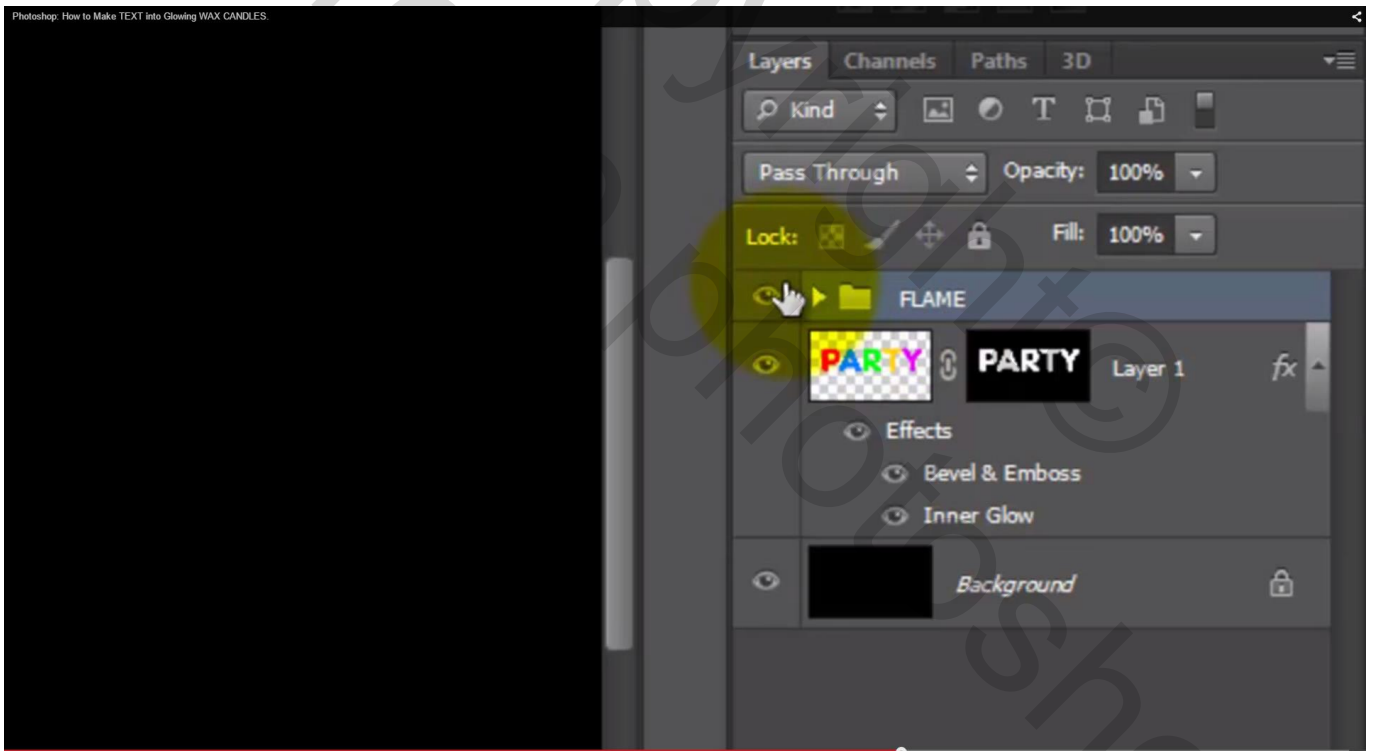 Photoshop: How to Make TEXT into Glowing WAX CANDLES.
Layers Channels Paths 3D
Kind T
Pass Through Opacity: 100%
Lock: Fill: 100%
FLAME
PARTY PARTY Layer 1 fx
Effects
Bevel & Emboss
Inner Glow
Background